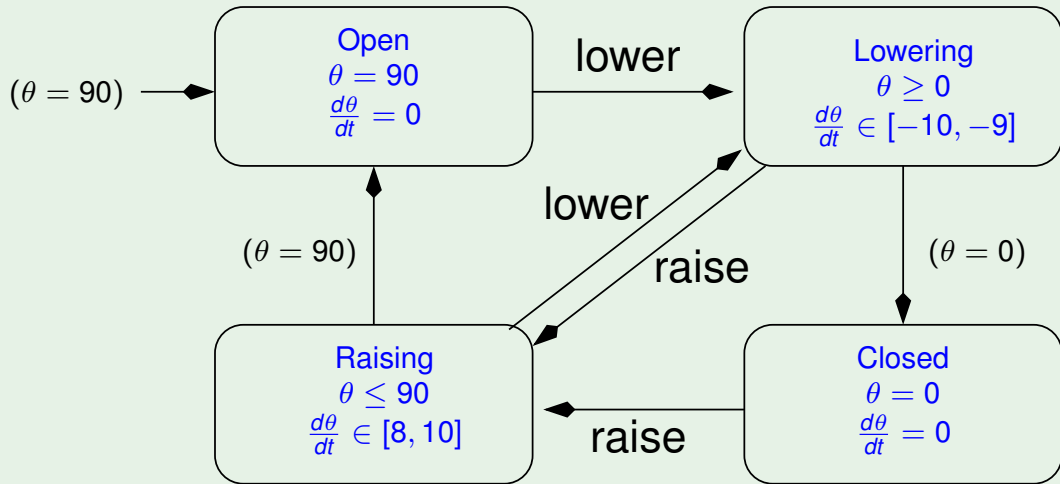 (θ = 90)
Open
θ = 90
dθ/dt = 0
lower
Lowering
θ ≥ 0
dθ/dt ∈ [−10, −9]
lower
raise
(θ = 90)
(θ = 0)
Raising
θ ≤ 90
dθ/dt ∈ [8, 10]
raise
Closed
θ = 0
dθ/dt = 0